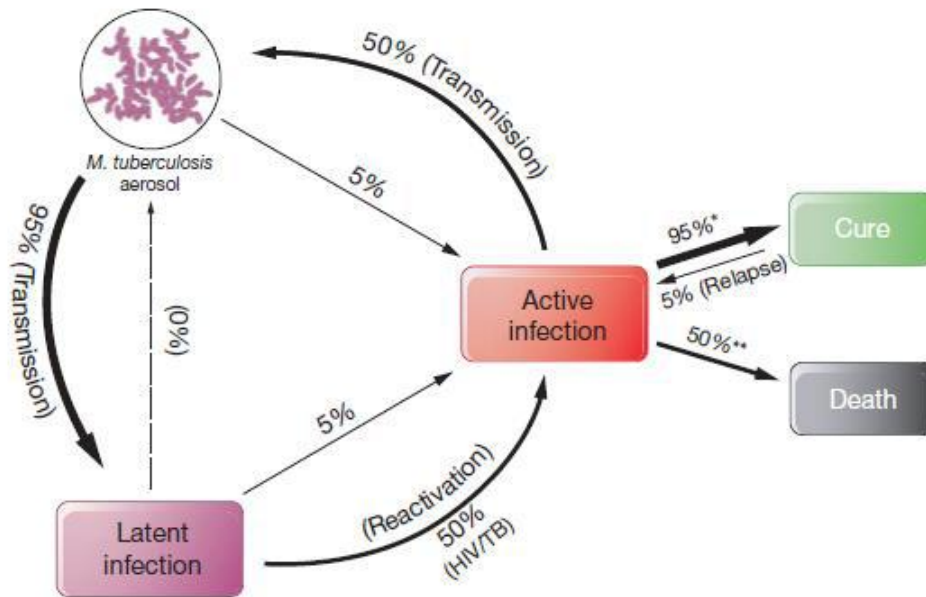 50% (Transmission)
M. tuberculosis
aerosol
5%
95% (Transmission)
(0%)
95%*
Cure
5% (Relapse)
Active
infection
50%**
Death
5%
(Reactivation)
50%
(HIV/TB)
Latent
infection